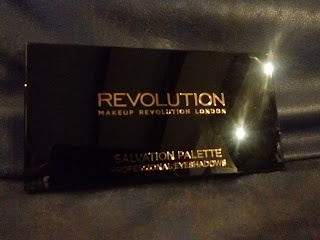 REVOLUTION
MAKEUP REVOLUTION LONDON
SALVATION PALETTE
PROFESSIONAL EYESHADOWS